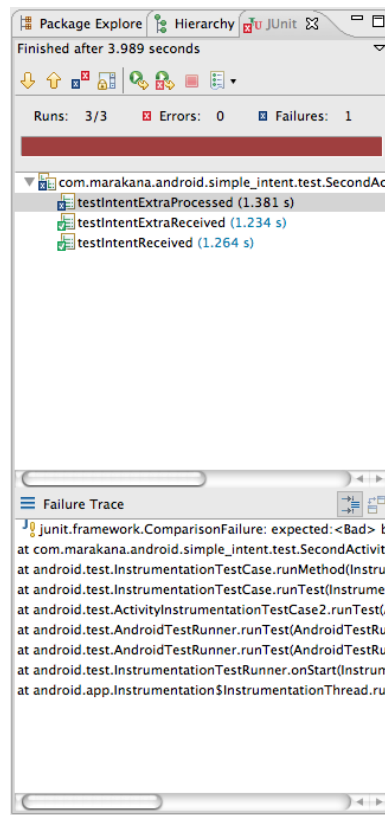 Package Explore Hierarchy JUnit
Finished after 3.989 seconds
Runs: 3/3 Errors: 0 Failures: 1
com.marakana.android.simple_intent.test.SecondAc
testIntentExtraProcessed (1.381 s)
testIntentExtraReceived (1.234 s)
testIntentReceived (1.264 s)
Failure Trace
junit.framework.ComparisonFailure: expected:<Bad> b
at com.marakana.android.simple_intent.test.SecondActivit
at android.test.InstrumentationTestCase.runMethod(Instru
at android.test.InstrumentationTestCase.runTest(Instrume
at android.test.ActivityInstrumentationTestCase2.runTest(
at android.test.AndroidTestRunner.runTest(AndroidTestRu
at android.test.AndroidTestRunner.runTest(AndroidTestRu
at android.test.InstrumentationTestRunner.onStart(Instrum
at android.app.Instrumentation$InstrumentationThread.ru